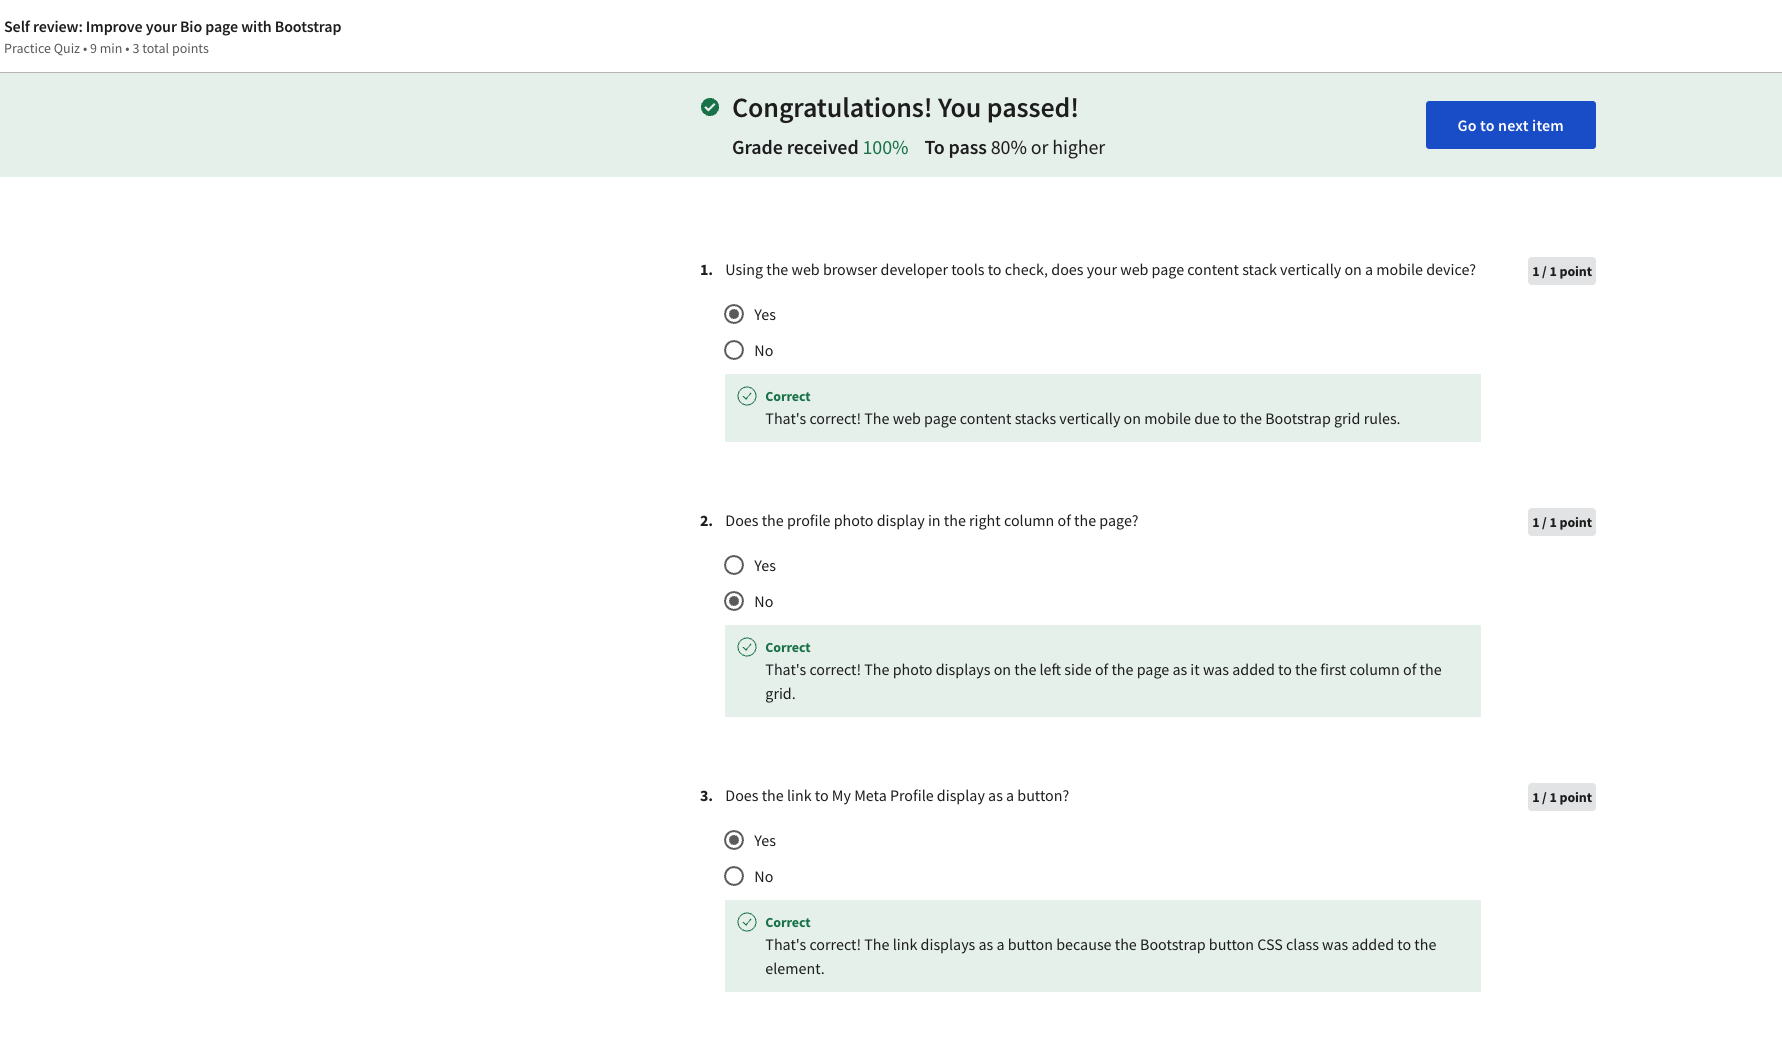 Self review: Improve your Bio page with Bootstrap
Practice Quiz • 9 min • 3 total points
Congratulations! You passed!
Grade received 100% To pass 80% or higher
Go to next item
1. Using the web browser developer tools to check, does your web page content stack vertically on a mobile device?
1 / 1 point
Yes
No
Correct
That's correct! The web page content stacks vertically on mobile due to the Bootstrap grid rules.
2. Does the profile photo display in the right column of the page?
1 / 1 point
Yes
No
Correct
That's correct! The photo displays on the left side of the page as it was added to the first column of the
grid.
3. Does the link to My Meta Profile display as a button?
1 / 1 point
Yes
No
Correct
That's correct! The link displays as a button because the Bootstrap button CSS class was added to the
element.